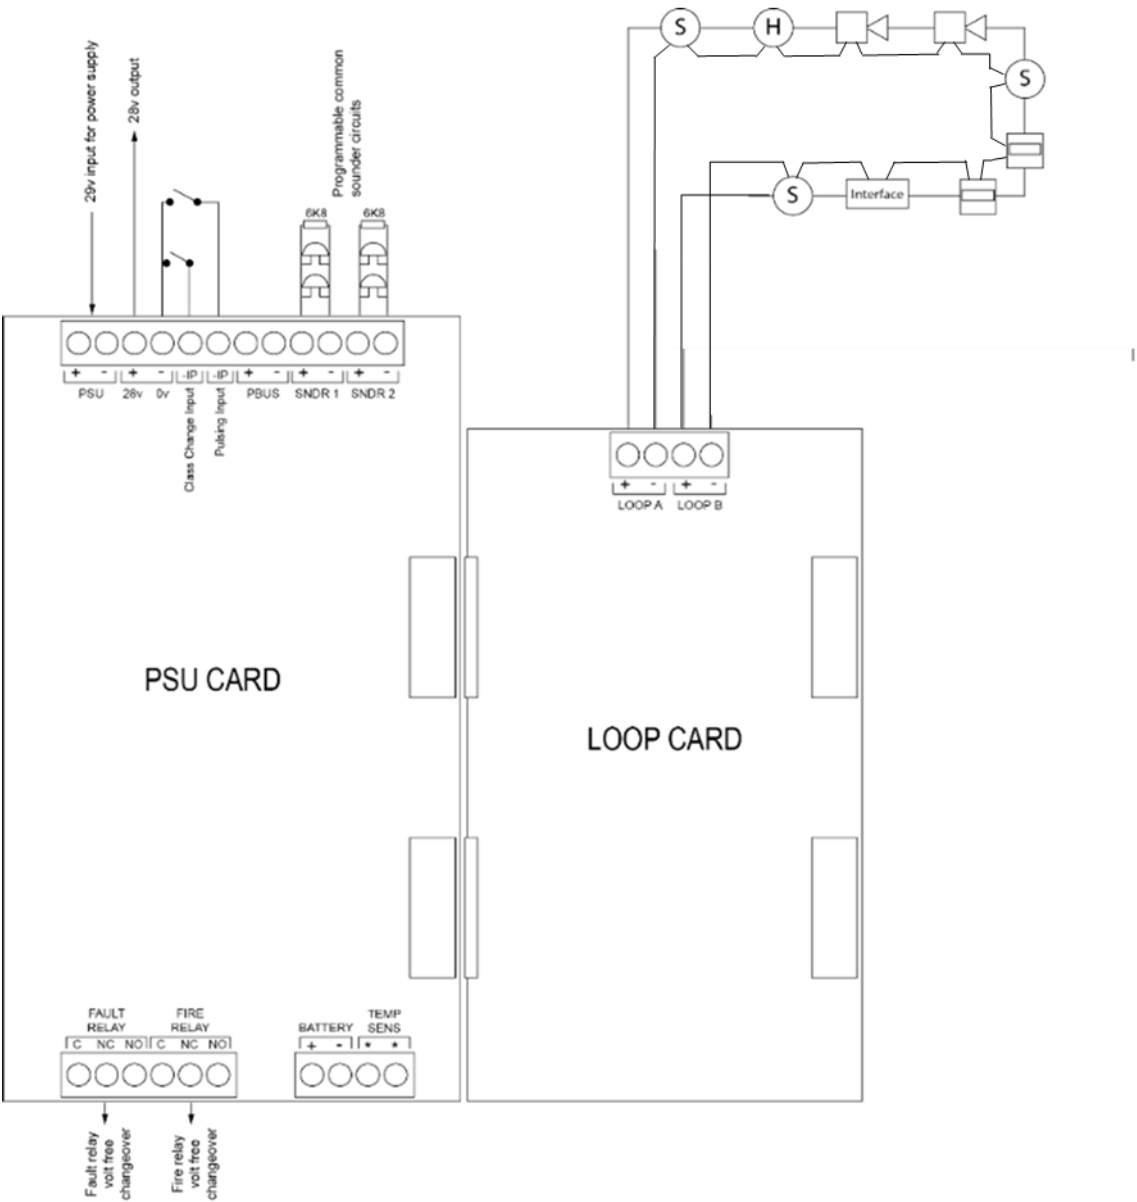 29v input for power supply
28v output
Programmable common
sounder circuits
6K8 6K8
S H
S
S Interface
+ - + - -IP -IP + - + - + -
PSU 28v 0v PBUS SNDR 1 SNDR 2
Class Change Input
Pulsing Input
+ - + -
LOOP A LOOP B
PSU CARD
LOOP CARD
FAULT
RELAY
FIRE
RELAY
BATTERY
TEMP
SENS
C NC NO C NC NO
+ - * *
Fault relay
volt free
changeover
Fire relay
volt free
changeover